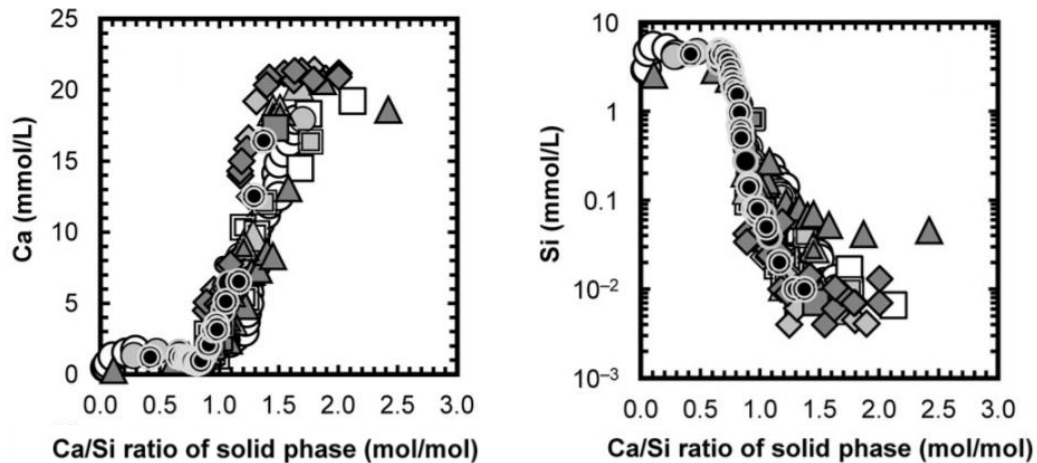 25
20
15
10
5
0
Ca (mmol/L)
0.0 0.5 1.0 1.5 2.0 2.5 3.0
Ca/Si ratio of solid phase (mol/mol)
10
1
0.1
10⁻²
10⁻³
Si (mmol/L)
0.0 0.5 1.0 1.5 2.0 2.5 3.0
Ca/Si ratio of solid phase (mol/mol)